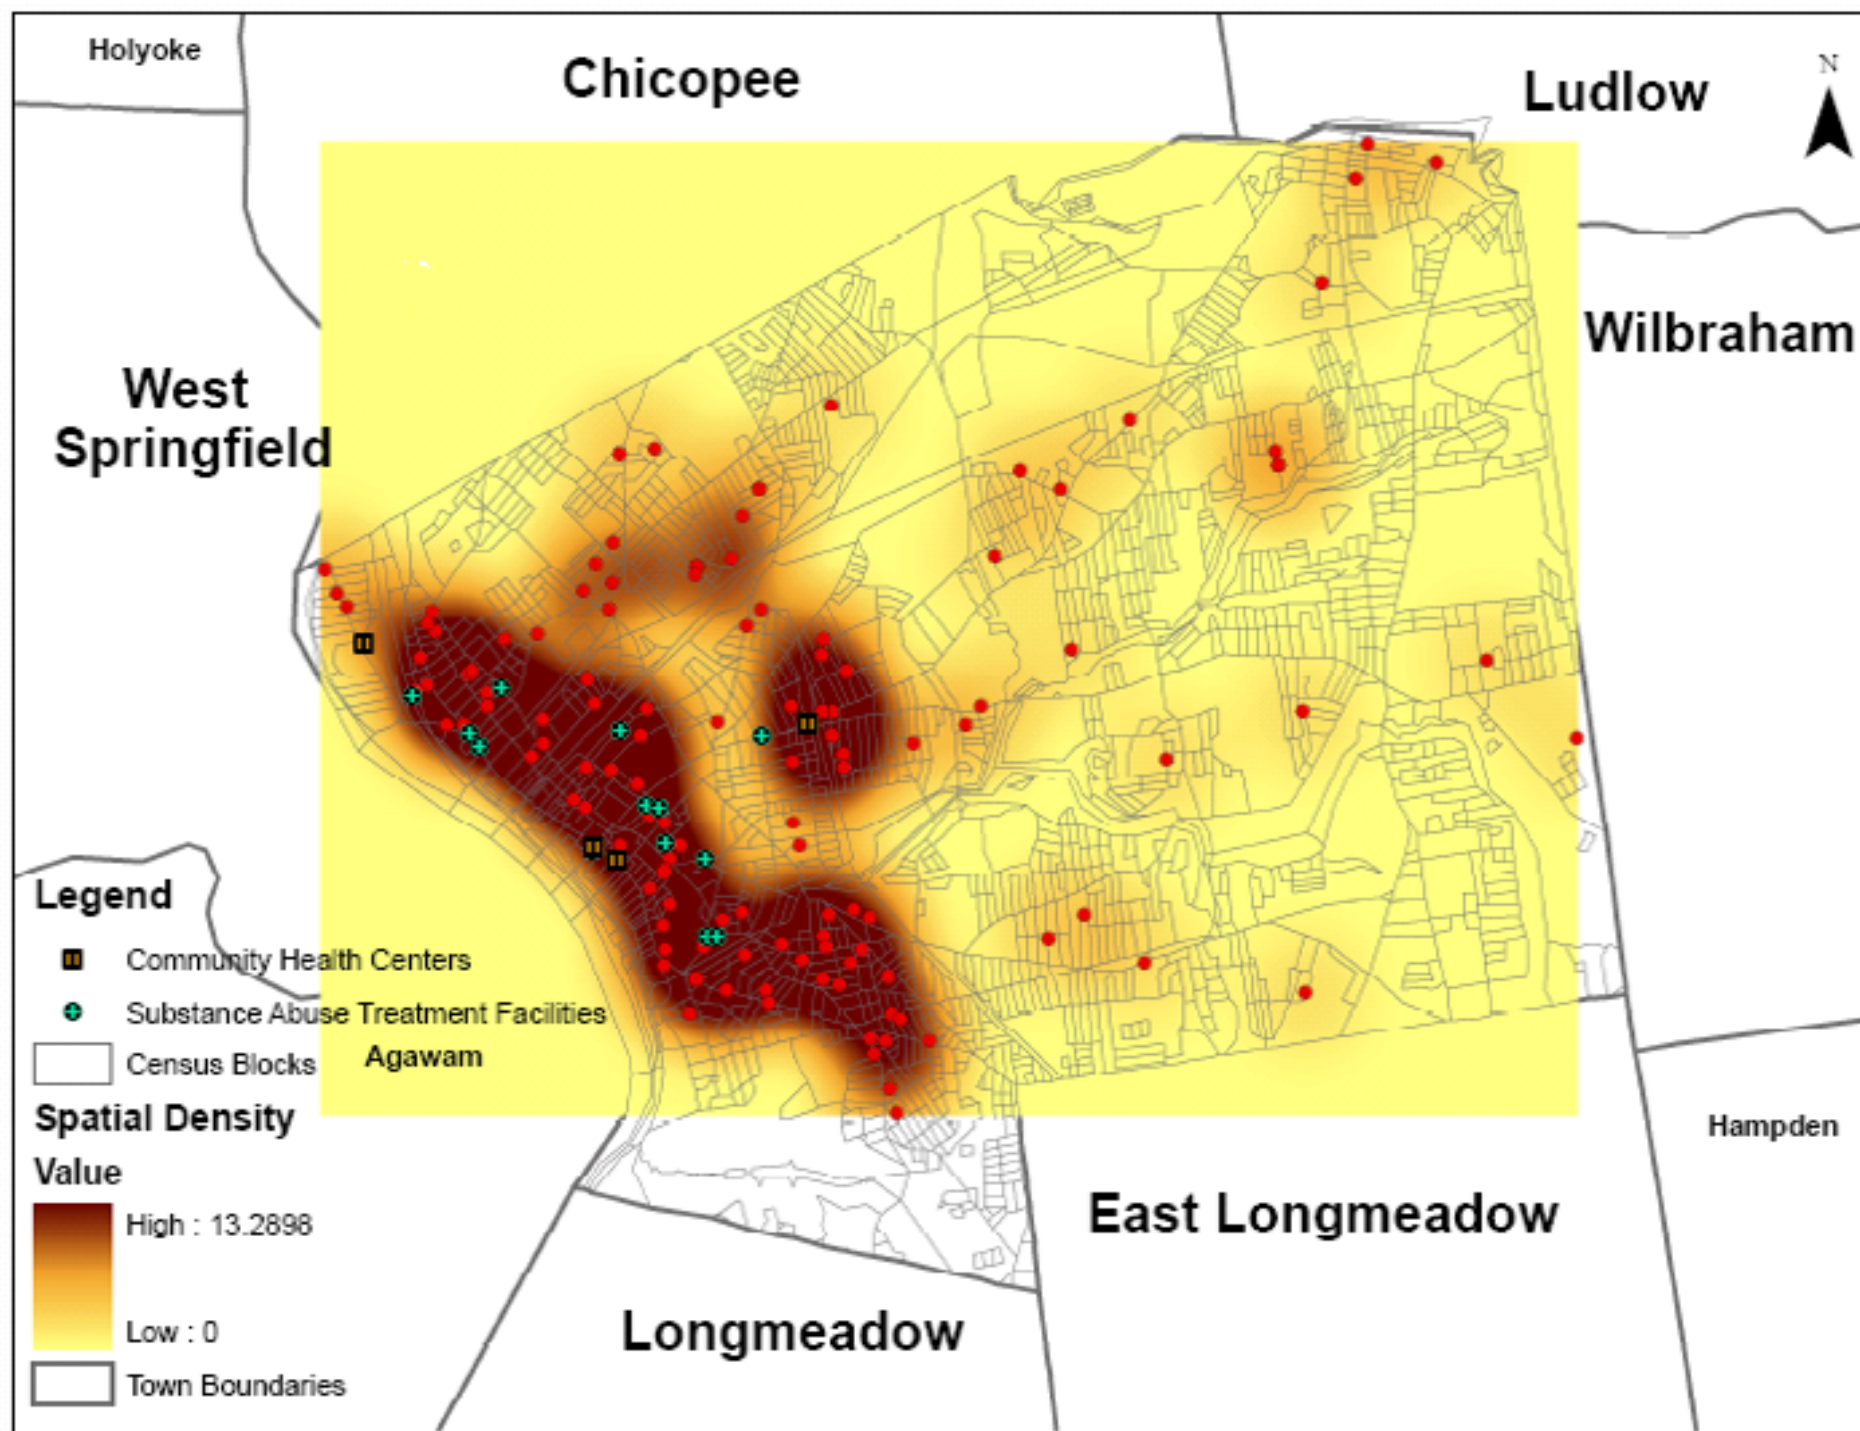 Holyoke
Chicopee
Ludlow
N
Wilbraham
West
Springfield
Legend
Community Health Centers
Substance Abuse Treatment Facilities
Census Blocks
Agawam
Spatial Density
Value
High : 13.2898
Low : 0
Town Boundaries
Hampden
East Longmeadow
Longmeadow